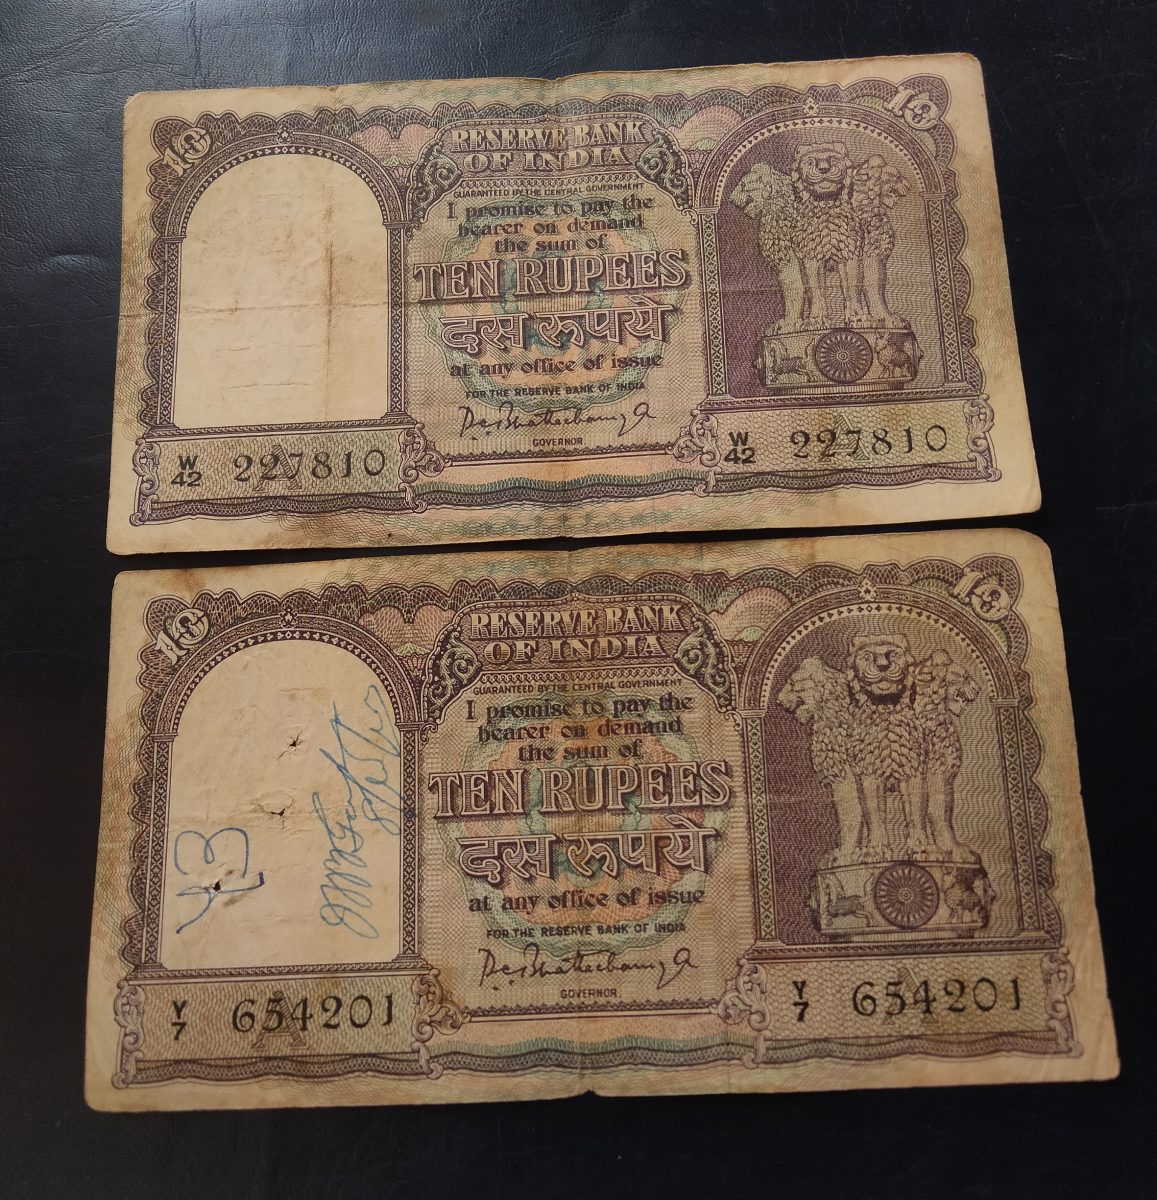 10 10
RESERVE BANK
OF INDIA
GUARANTEED BY THE CENTRAL GOVERNMENT
I promise to pay the
bearer on demand
the sum of
TEN RUPEES
दस रूपये
at any office of issue
FOR THE RESERVE BANK OF INDIA
P.C. Bhattacharyya
GOVERNOR
W
42 227810
A
W
42 227810
A
10 10
RESERVE BANK
OF INDIA
GUARANTEED BY THE CENTRAL GOVERNMENT
I promise to pay the
bearer on demand
the sum of
TEN RUPEES
दस रूपये
at any office of issue
FOR THE RESERVE BANK OF INDIA
P.C. Bhattacharyya
GOVERNOR
Y
7 654201
A
Y
7 654201
A